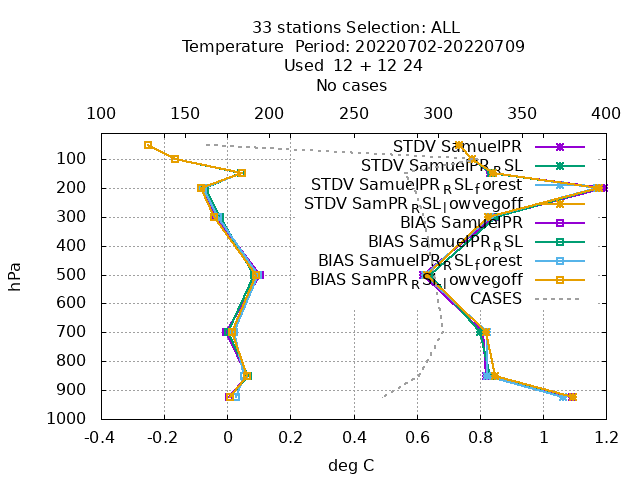 33 stations Selection: ALL
Temperature  Period: 20220702-20220709
Used  12 + 12 24
No cases
100 150 200 250 300 350 400
STDV SamuelPR
STDV SamuelPR_RSL
STDV SamuelPR_RSL_forest
STDV SamPR_RSL_lowvegoff
BIAS SamuelPR
BIAS SamuelPR_RSL
BIAS SamuelPR_RSL_forest
BIAS SamPR_RSL_lowvegoff
CASES
100
200
300
400
500
600
700
800
900
1000
hPa
-0.4 -0.2 0 0.2 0.4 0.6 0.8 1 1.2
deg C